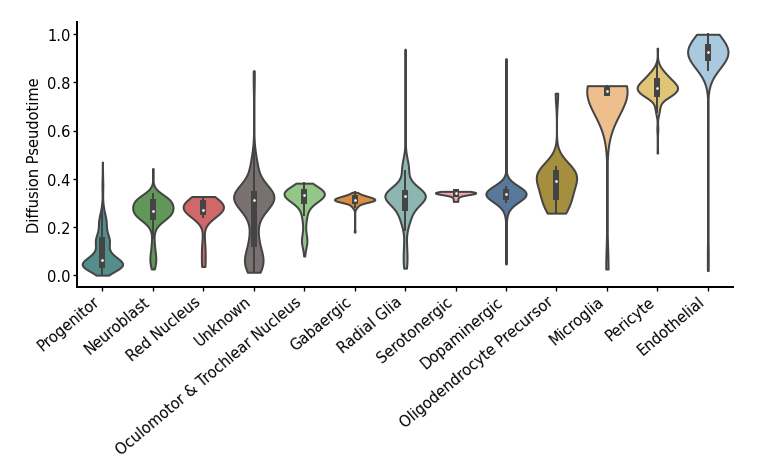 Diffusion Pseudotime
1.0
0.8
0.6
0.4
0.2
0.0
Progenitor
Neuroblast
Red Nucleus
Unknown
Oculomotor & Trochlear Nucleus
Gabaergic
Radial Glia
Serotonergic
Dopaminergic
Oligodendrocyte Precursor
Microglia
Pericyte
Endothelial